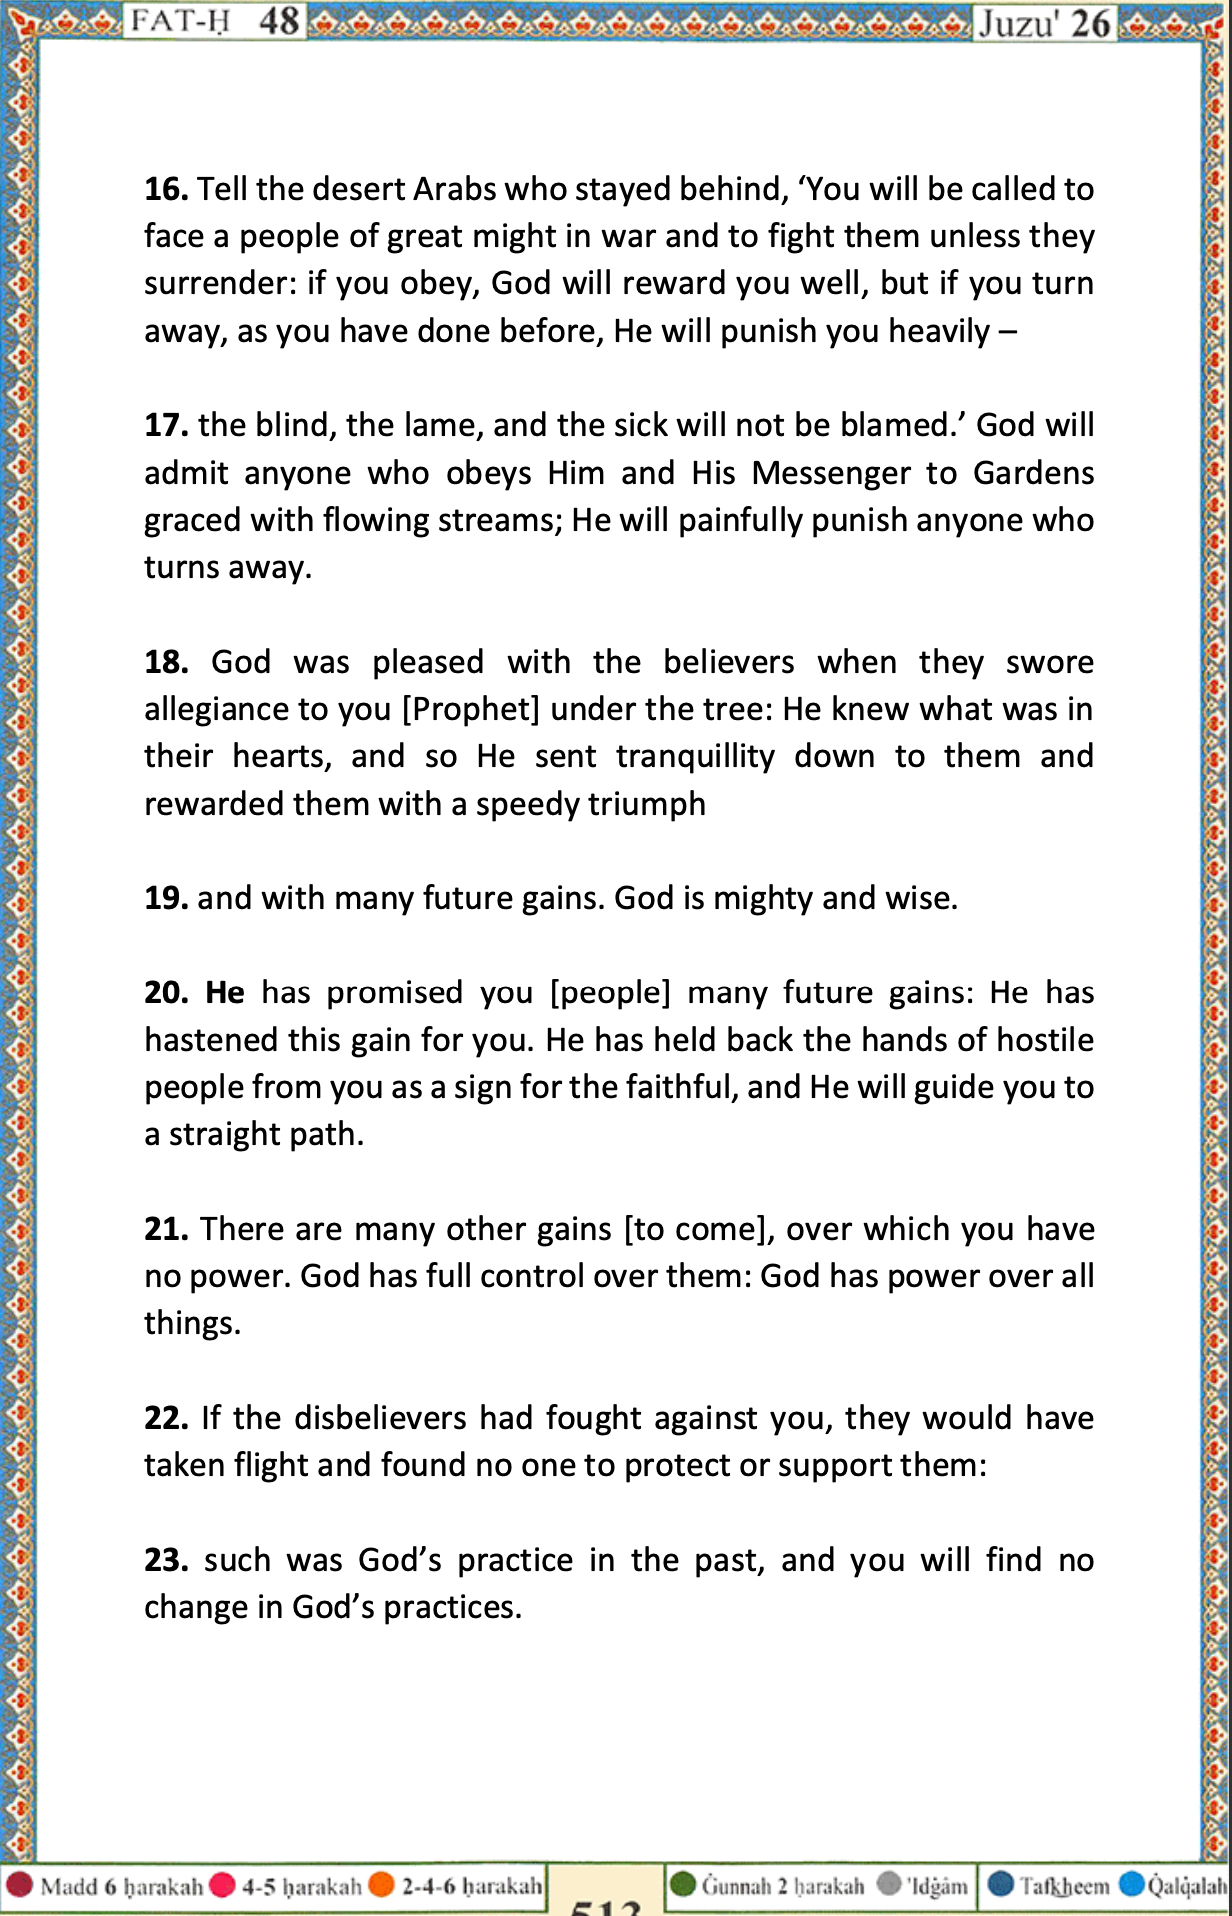 FAT-Ḥ 48 Juzu' 26
16. Tell the desert Arabs who stayed behind, ‘You will be called to
face a people of great might in war and to fight them unless they
surrender: if you obey, God will reward you well, but if you turn
away, as you have done before, He will punish you heavily –
17. the blind, the lame, and the sick will not be blamed.’ God will
admit anyone who obeys Him and His Messenger to Gardens
graced with flowing streams; He will painfully punish anyone who
turns away.
18. God was pleased with the believers when they swore
allegiance to you [Prophet] under the tree: He knew what was in
their hearts, and so He sent tranquillity down to them and
rewarded them with a speedy triumph
19. and with many future gains. God is mighty and wise.
20. He has promised you [people] many future gains: He has
hastened this gain for you. He has held back the hands of hostile
people from you as a sign for the faithful, and He will guide you to
a straight path.
21. There are many other gains [to come], over which you have
no power. God has full control over them: God has power over all
things.
22. If the disbelievers had fought against you, they would have
taken flight and found no one to protect or support them:
23. such was God’s practice in the past, and you will find no
change in God’s practices.
Madd 6 ḥarakah 4-5 ḥarakah 2-4-6 ḥarakah 513 Ġunnah 2 ḥarakah 'Idġâm Tafkheem Q̇alq̇alah